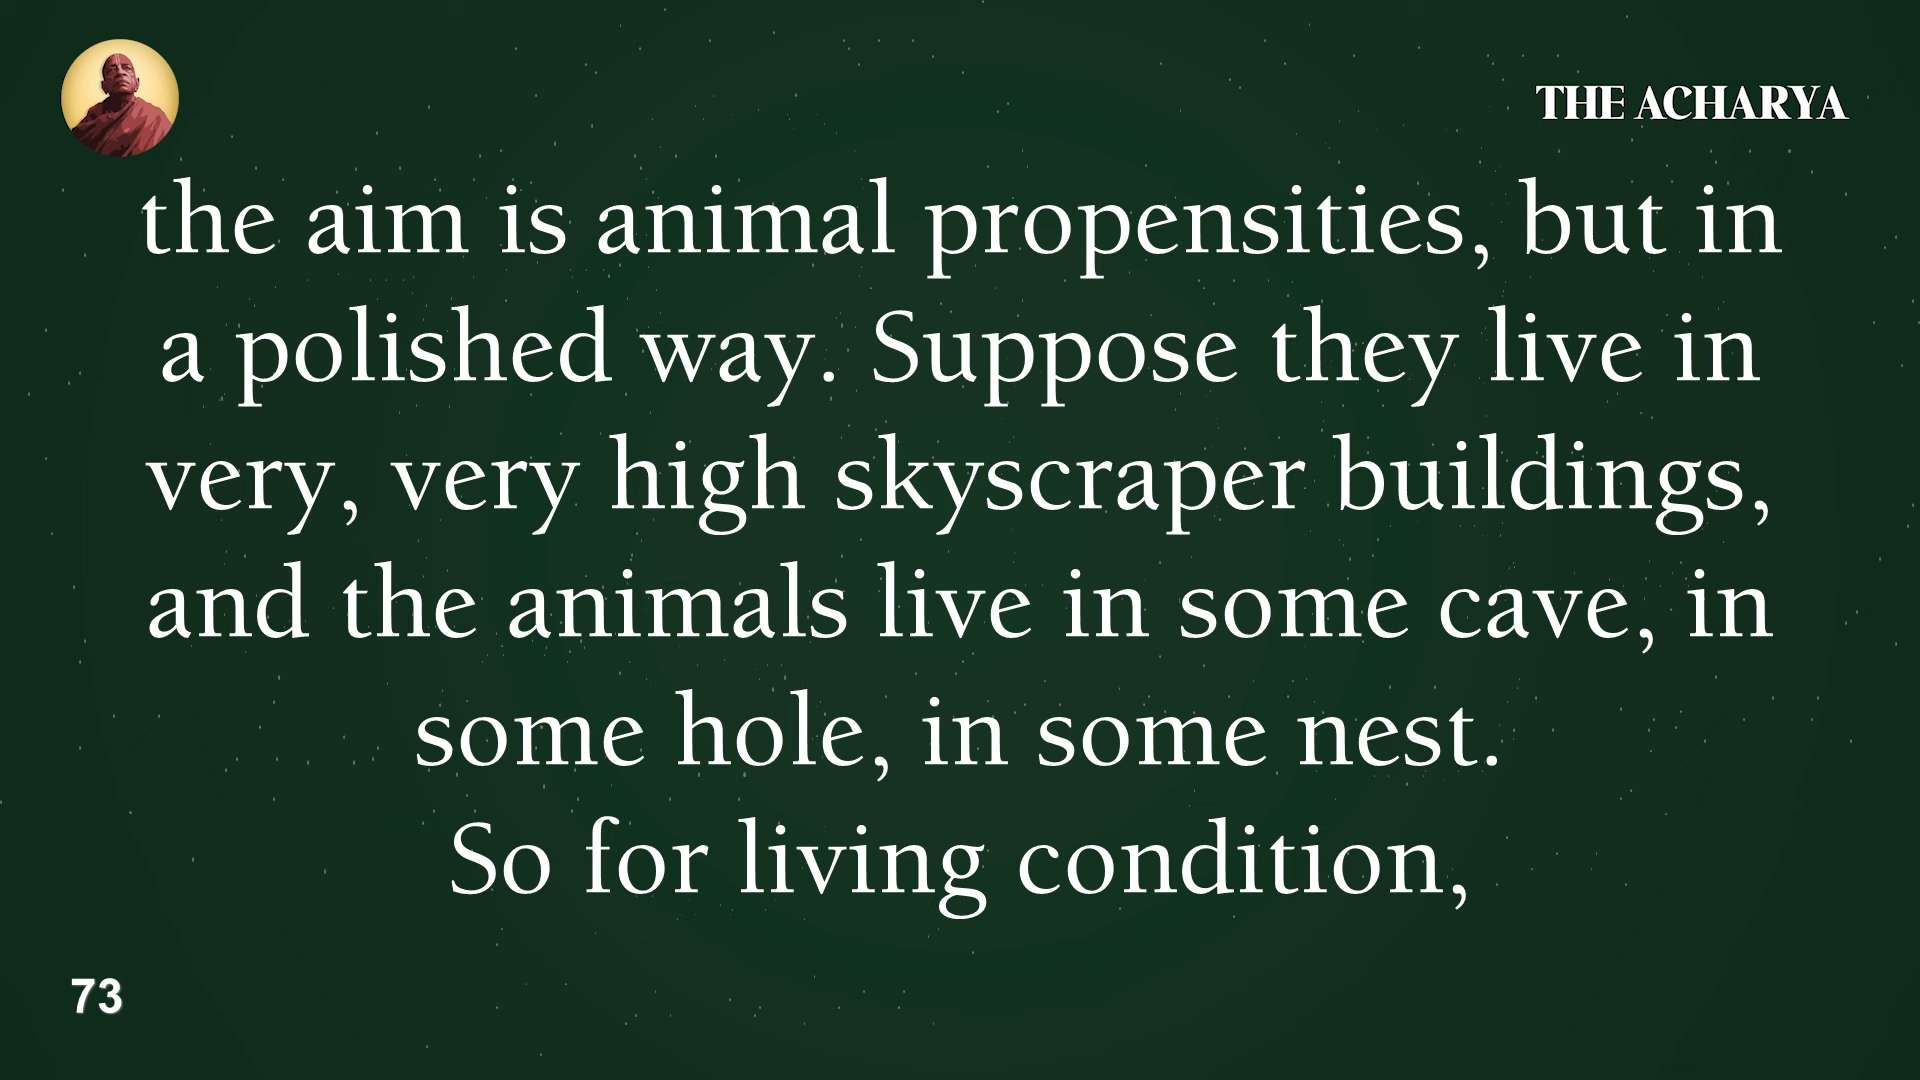 THE ACHARYA
the aim is animal propensities, but in
a polished way. Suppose they live in
very, very high skyscraper buildings,
and the animals live in some cave, in
some hole, in some nest.
So for living condition,
73